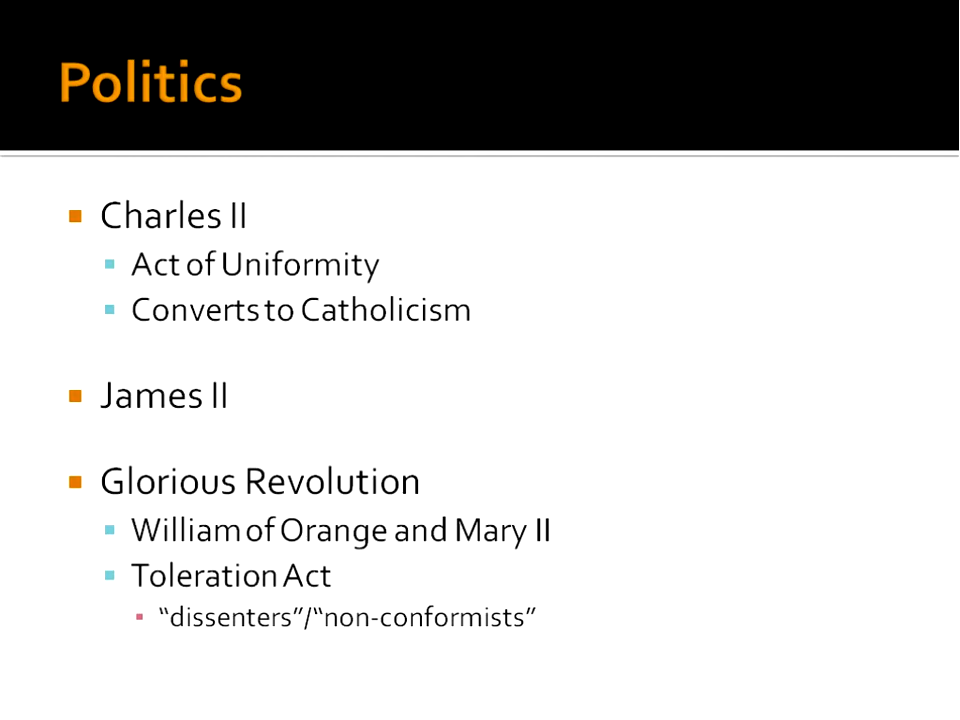 Politics
Charles II
Act of Uniformity
Converts to Catholicism
James II
Glorious Revolution
William of Orange and Mary II
Toleration Act
“dissenters”/“non-conformists”